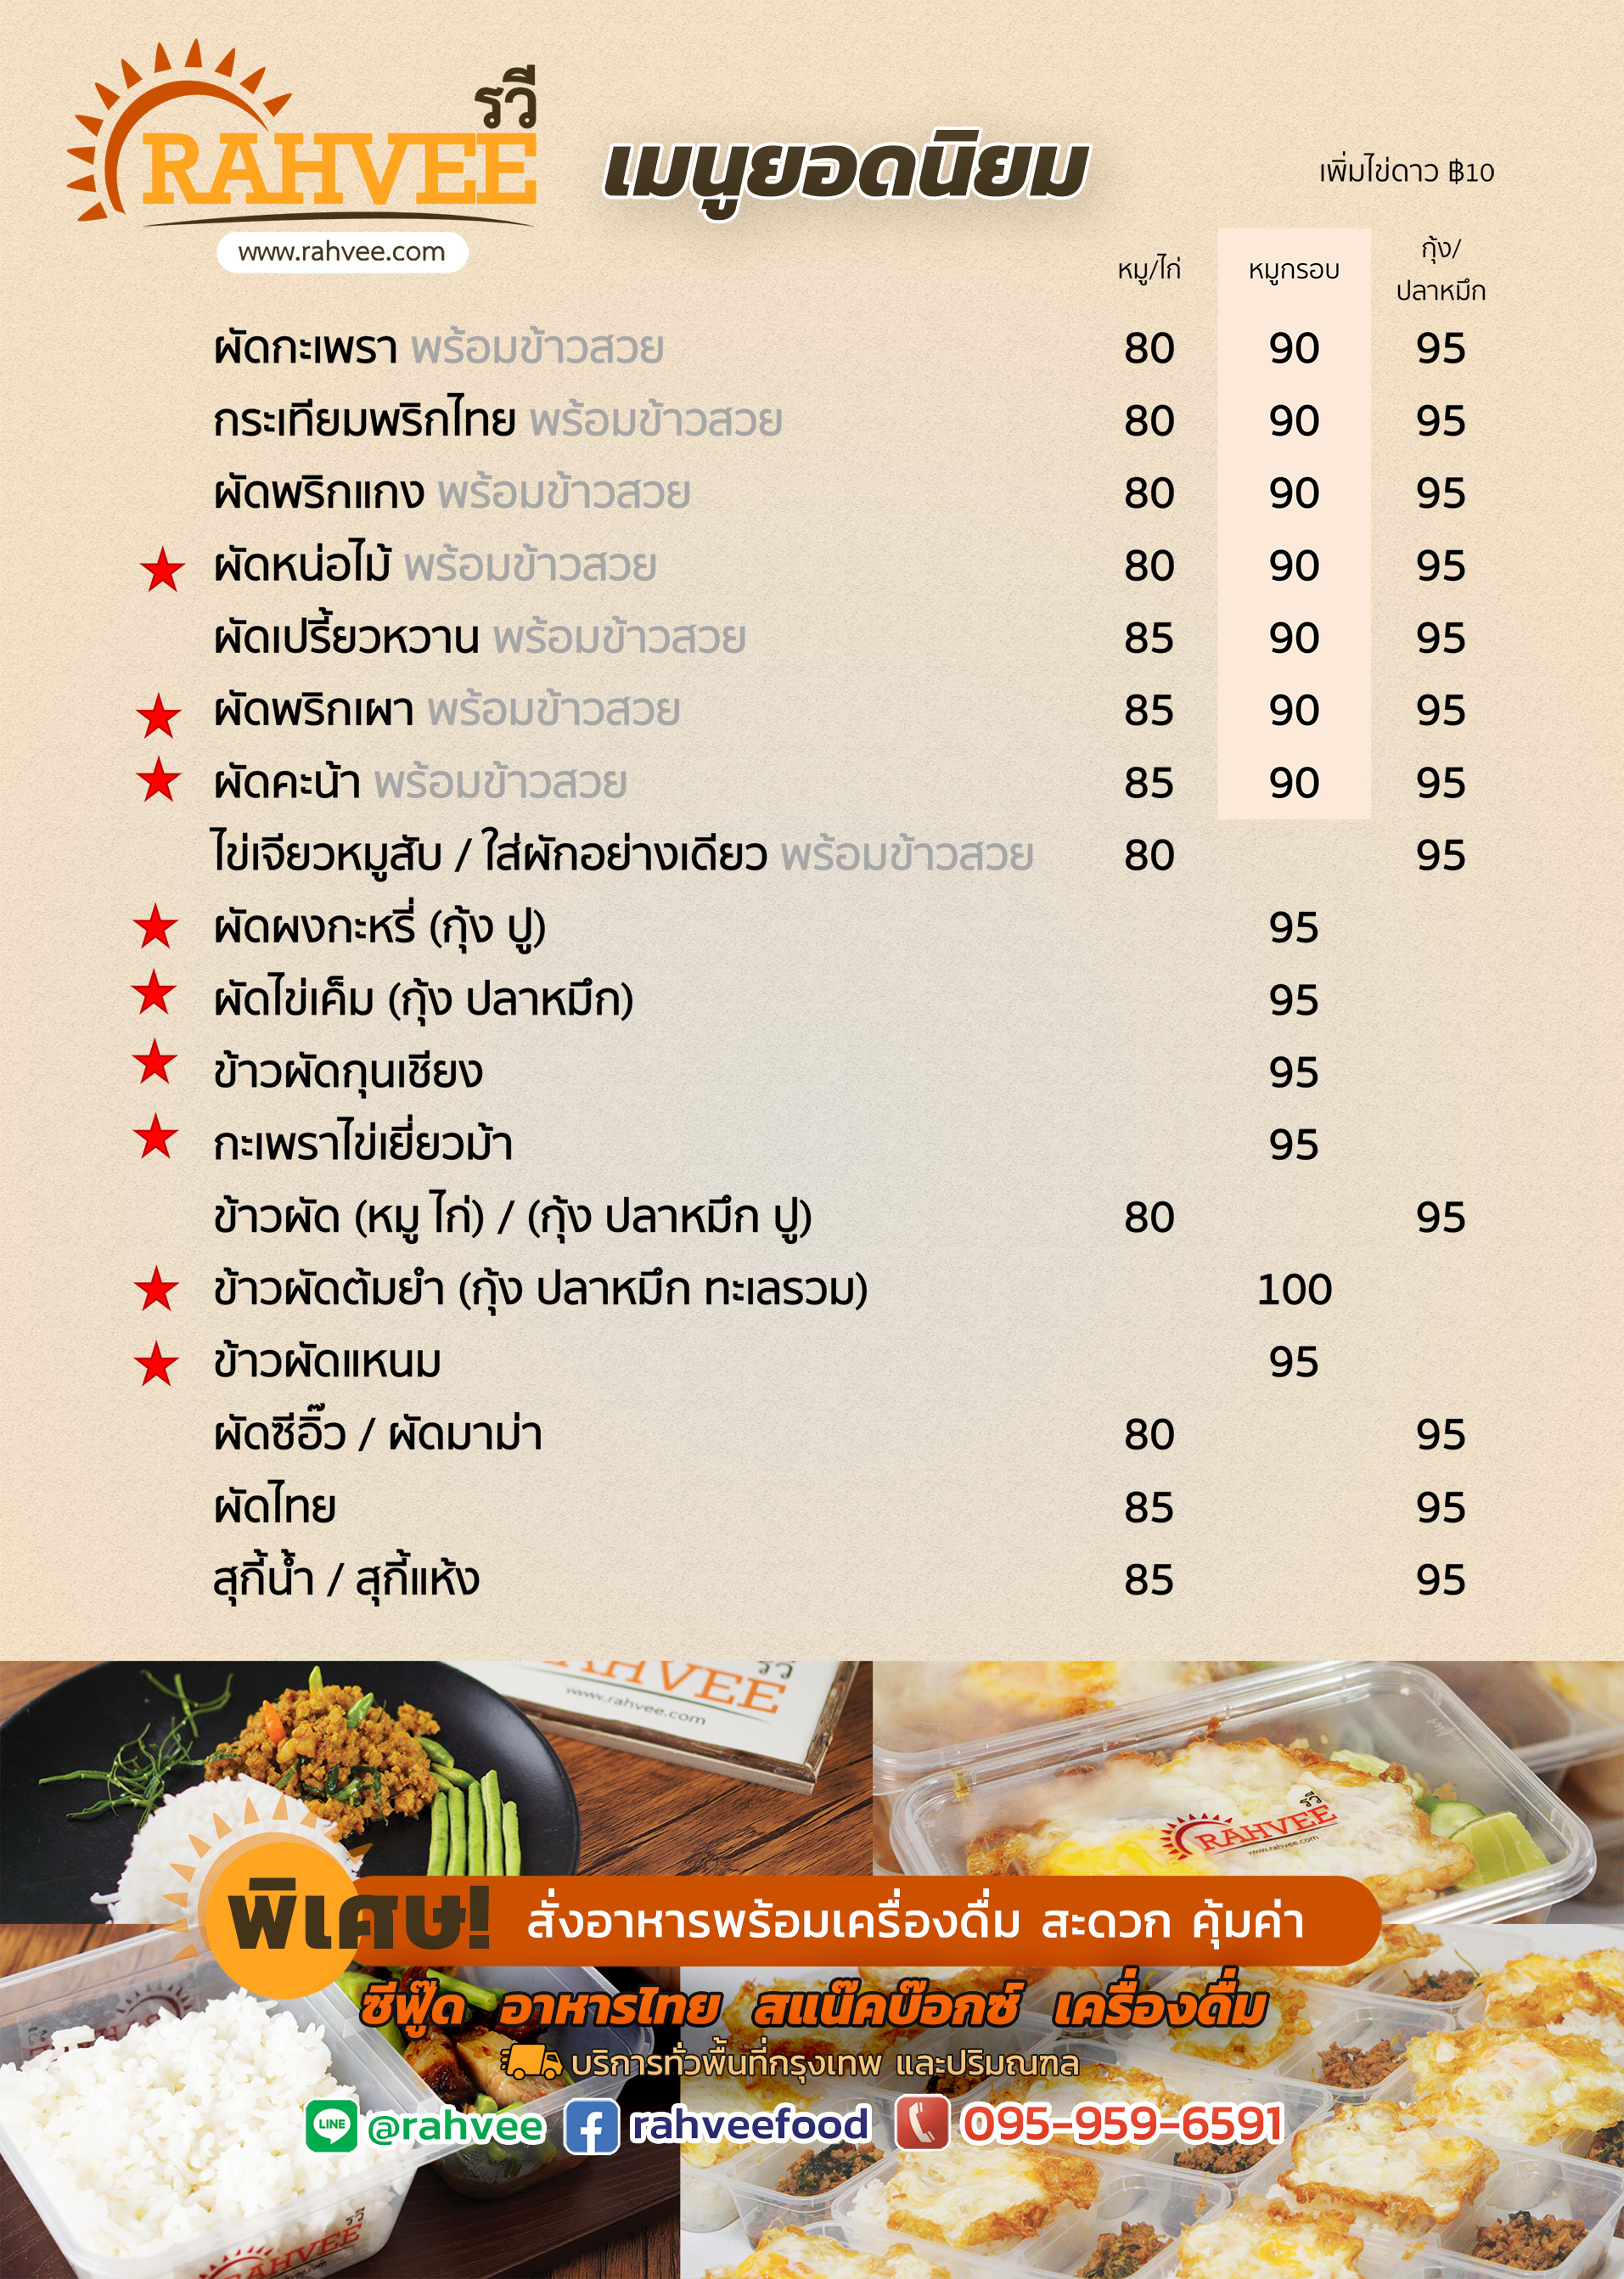 รวี
RAHVEE
www.rahvee.com
เมนูยอดนิยม
เพิ่มไข่ดาว ฿10
หมู/ไก่ หมูกรอบ กุ้ง/
ปลาหมึก
ผัดกะเพรา พร้อมข้าวสวย 80 90 95
กระเทียมพริกไทย พร้อมข้าวสวย 80 90 95
ผัดพริกแกง พร้อมข้าวสวย 80 90 95
ผัดหน่อไม้ พร้อมข้าวสวย 80 90 95
ผัดเปรี้ยวหวาน พร้อมข้าวสวย 85 90 95
ผัดพริกเผา พร้อมข้าวสวย 85 90 95
ผัดคะน้า พร้อมข้าวสวย 85 90 95
ไข่เจียวหมูสับ / ใส่ผักอย่างเดียว พร้อมข้าวสวย 80 95
ผัดผงกะหรี่ (กุ้ง ปู) 95
ผัดไข่เค็ม (กุ้ง ปลาหมึก) 95
ข้าวผัดกุนเชียง 95
กะเพราไข่เยี่ยวม้า 95
ข้าวผัด (หมู ไก่) / (กุ้ง ปลาหมึก ปู) 80 95
ข้าวผัดต้มยำ (กุ้ง ปลาหมึก ทะเลรวม) 100
ข้าวผัดแหนม 95
ผัดซีอิ๊ว / ผัดมาม่า 80 95
ผัดไทย 85 95
สุกี้น้ำ / สุกี้แห้ง 85 95
รวี
RAHVEE
www.rahvee.com
รวี
RAHVEE
www.rahvee.com
พิเศษ! สั่งอาหารพร้อมเครื่องดื่ม สะดวก คุ้มค่า
ซีฟู๊ด อาหารไทย สแน๊คบ๊อกซ์ เครื่องดื่ม
บริการทั่วพื้นที่กรุงเทพ และปริมณฑล
LINE @rahvee rahveefood 095-959-6591
รวี
RAHVEE